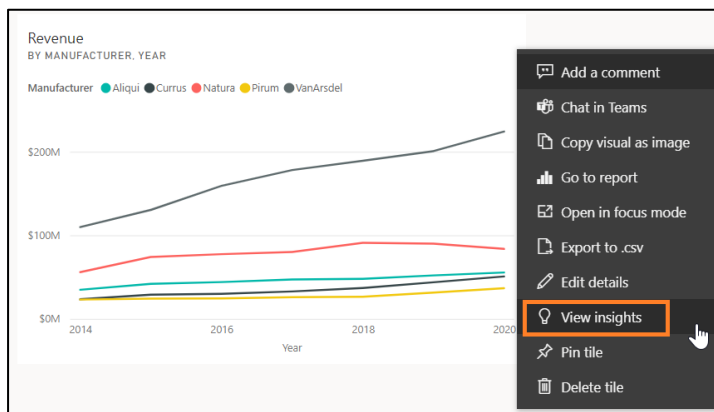 Revenue
BY MANUFACTURER, YEAR
Manufacturer Aliqui Currus Natura Pirum VanArsdel
$200M
$100M
$0M
2014 2016 2018 2020
Year
Add a comment
Chat in Teams
Copy visual as image
Go to report
Open in focus mode
Export to .csv
Edit details
View insights
Pin tile
Delete tile